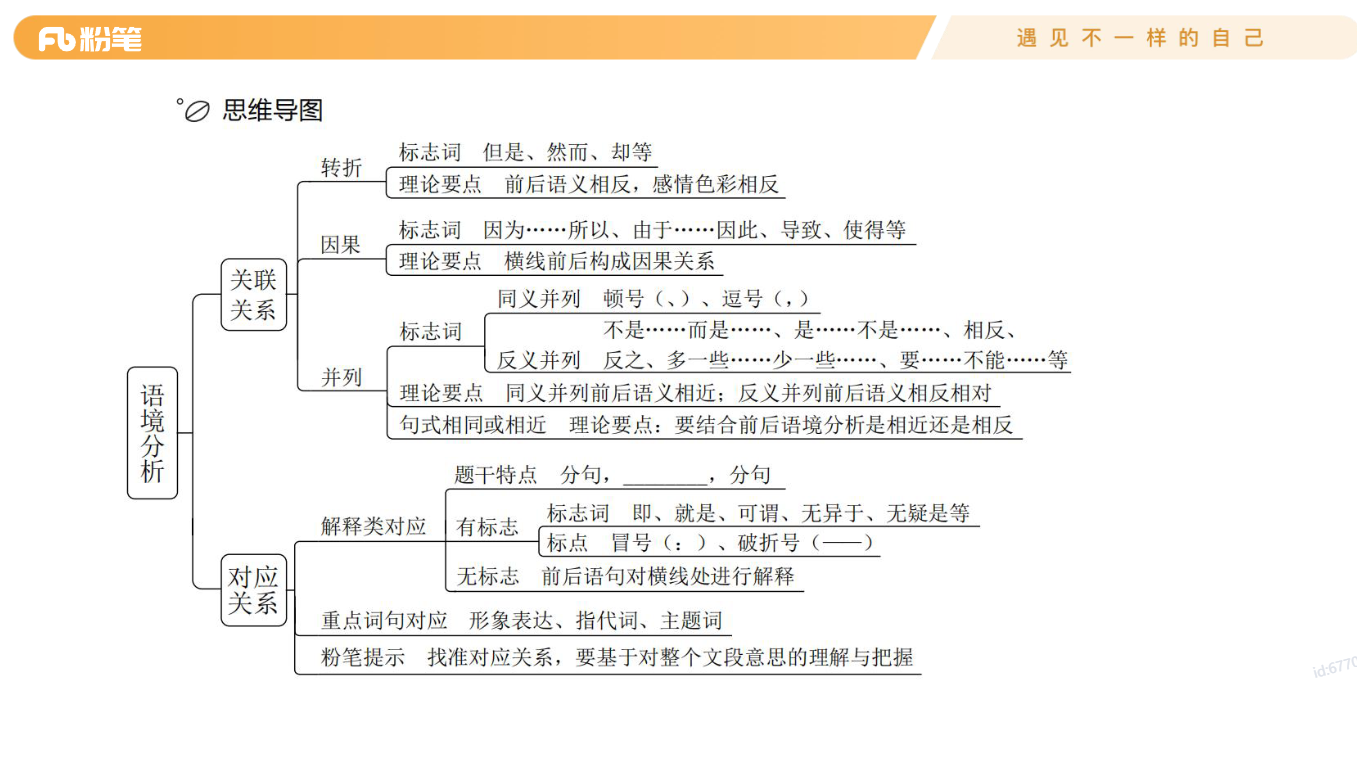 粉笔
遇见不一样的自己
思维导图
语境分析
关联关系
转折
标志词 但是、然而、却等
理论要点 前后语义相反，感情色彩相反
因果
标志词 因为……所以、由于……因此、导致、使得等
理论要点 横线前后构成因果关系
并列
标志词
同义并列 顿号（、）、逗号（，）
反义并列 不是……而是……、是……不是……、相反、
反之、多一些……少一些……、要……不能……等
理论要点 同义并列前后语义相近；反义并列前后语义相反相对
句式相同或相近 理论要点：要结合前后语境分析是相近还是相反
对应关系
解释类对应
题干特点 分句，________，分句
有标志
标志词 即、就是、可谓、无异于、无疑是等
标点 冒号（：）、破折号（——）
无标志 前后语句对横线处进行解释
重点词句对应 形象表达、指代词、主题词
粉笔提示 找准对应关系，要基于对整个文段意思的理解与把握
id:6770